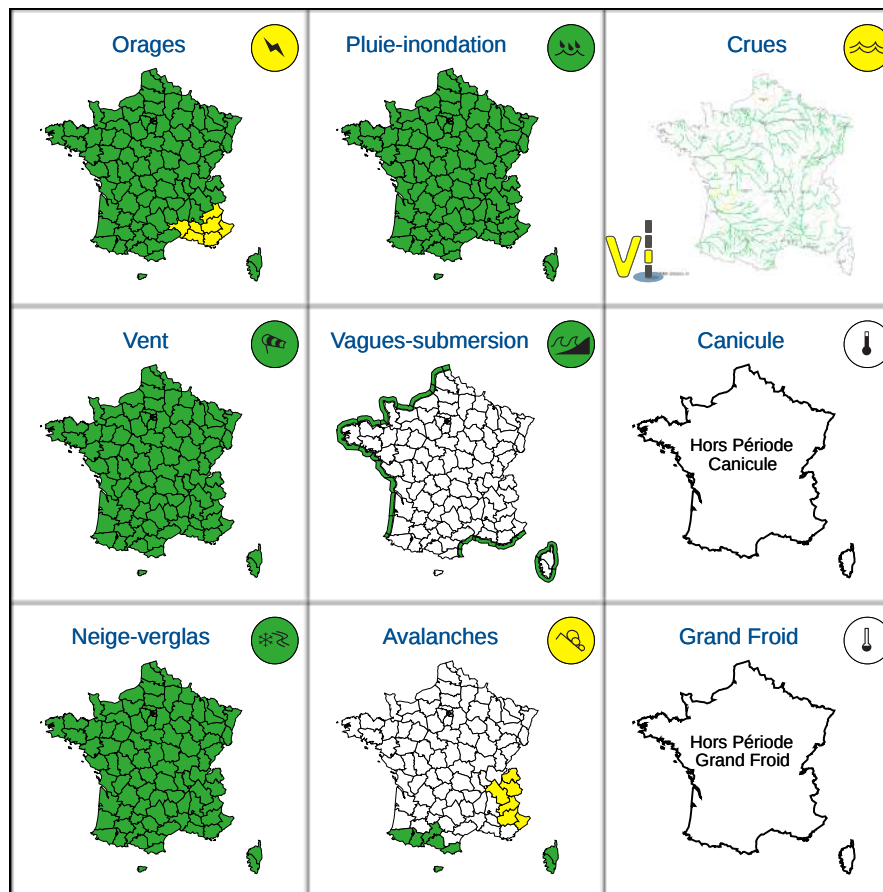 Orages
Pluie-inondation
Crues
Vi
Vent
Vagues-submersion
Canicule
Hors Période
Canicule
Neige-verglas
Avalanches
Grand Froid
Hors Période
Grand Froid